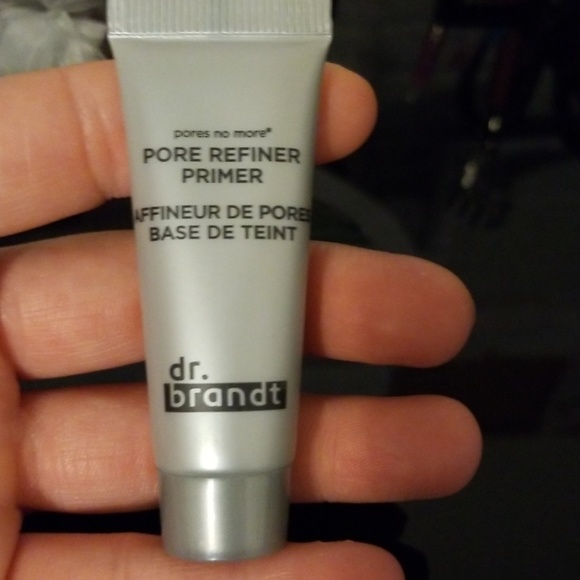 pores no more®
PORE REFINER
PRIMER
AFFINEUR DE PORES
BASE DE TEINT
dr.
brandt